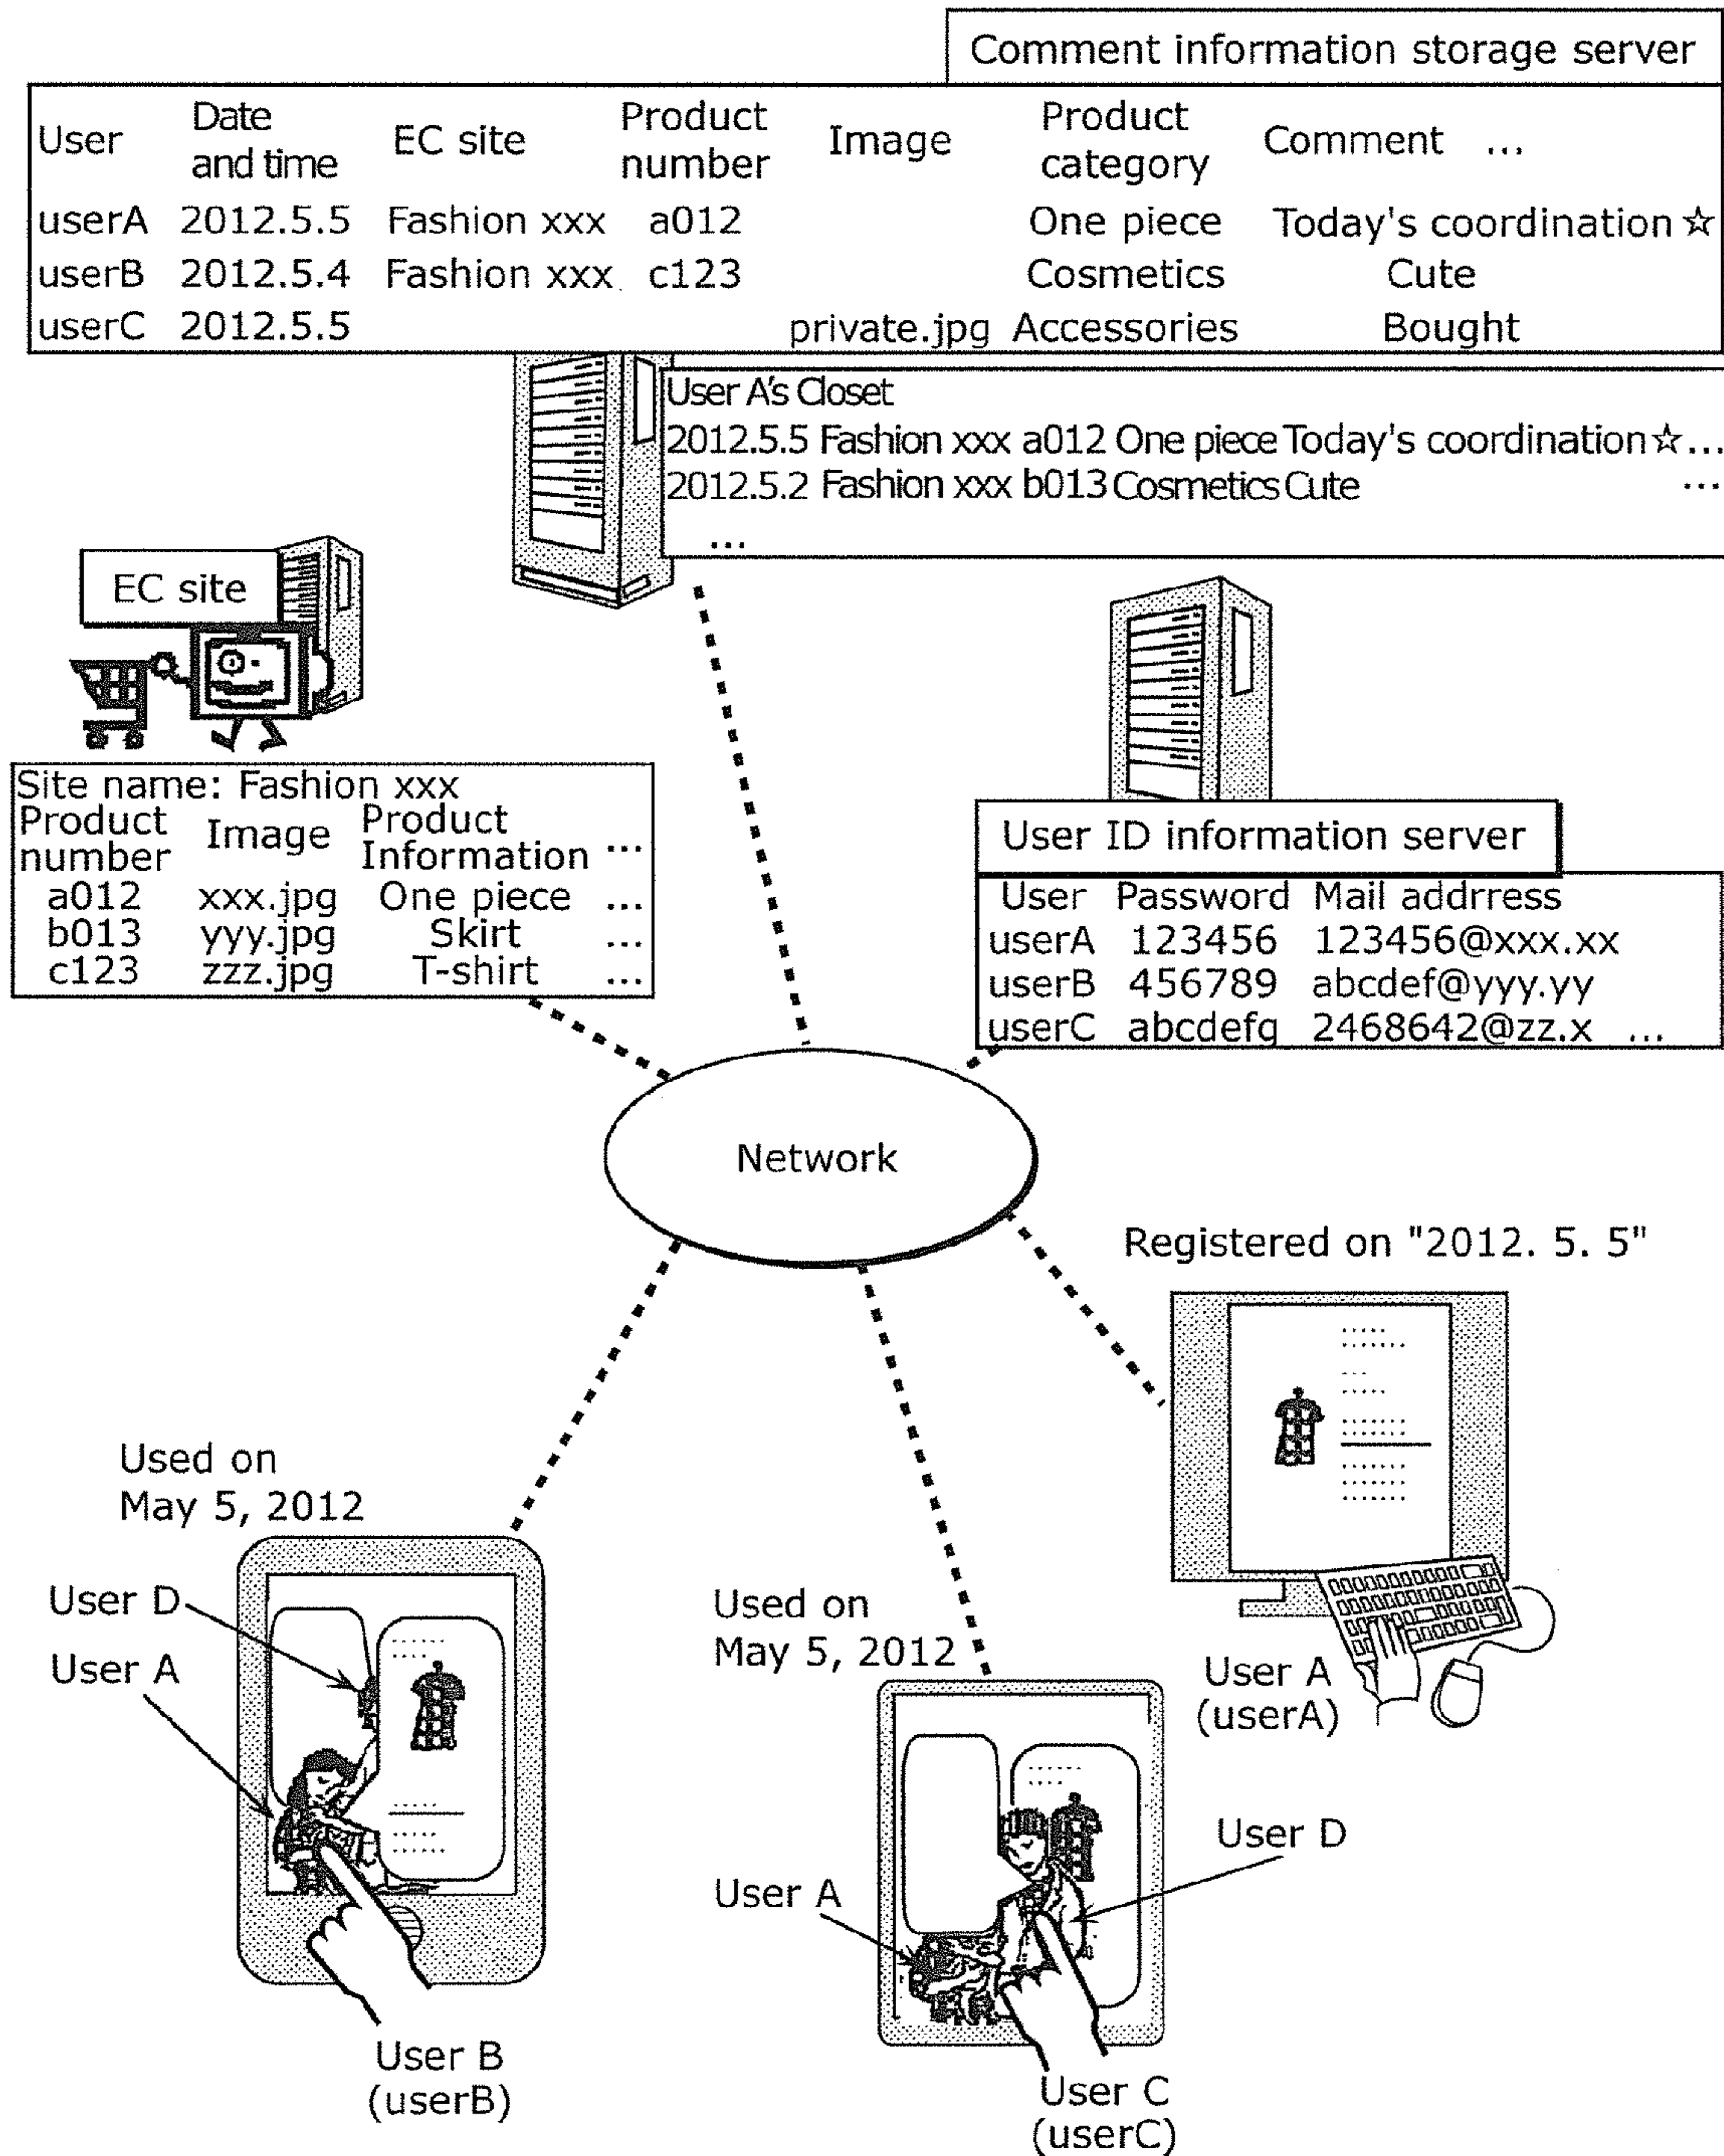 Comment information storage server
User Date and time EC site Product number Image Product category Comment ...
userA 2012.5.5 Fashion xxx a012 One piece Today's coordination ☆
userB 2012.5.4 Fashion xxx c123 Cosmetics Cute
userC 2012.5.5 private.jpg Accessories Bought
User A's Closet
2012.5.5 Fashion xxx a012 One piece Today's coordination ☆...
2012.5.2 Fashion xxx b013 Cosmetics Cute ...
...
EC site
Site name: Fashion xxx
Product number Image Product Information ...
a012 xxx.jpg One piece ...
b013 yyy.jpg Skirt ...
c123 zzz.jpg T-shirt ...
User ID information server
User Password Mail addrress
userA 123456 123456@xxx.xx
userB 456789 abcdef@yyy.yy
userC abcdefg 2468642@zz.x ...
Network
Registered on "2012. 5. 5"
Used on
May 5, 2012
User D
User A
User B
(userB)
Used on
May 5, 2012
User A
User D
User C
(userC)
User A
(userA)